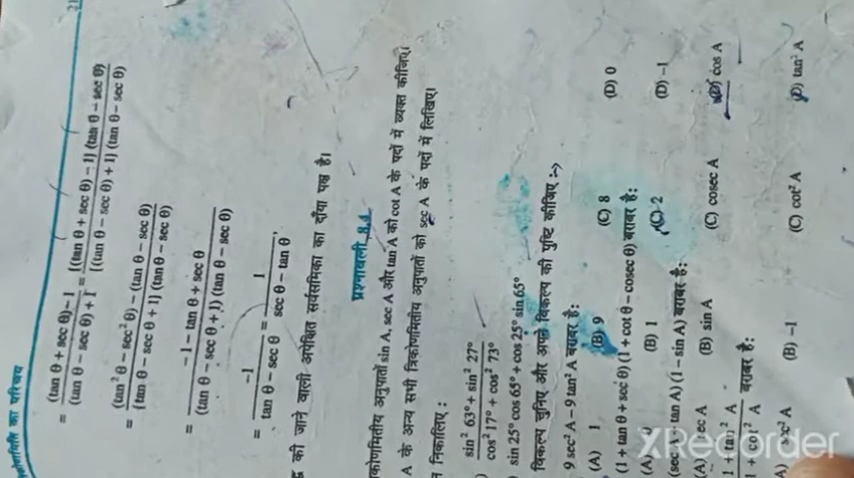 का परिचय
= (tan θ + sec θ) – 1 / (tan θ – sec θ) + 1 = {(tan θ + sec θ) – 1} (tan θ – sec θ) / {(tan θ – sec θ) + 1} (tan θ – sec θ)
= (tan² θ – sec² θ) – (tan θ – sec θ) / {tan θ – sec θ + 1} (tan θ – sec θ)
= –1 – tan θ + sec θ / (tan θ – sec θ + 1) (tan θ – sec θ)
= –1 / tan θ – sec θ = 1 / sec θ – tan θ ,
की जाने वाली अपेक्षित सर्वसमिका का दाँया पक्ष है।
प्रश्नावली 8.4
त्रिकोणमितीय अनुपातों sin A, sec A और tan A को cot A के पदों में व्यक्त कीजिए।
A के अन्य सभी त्रिकोणमितीय अनुपातों को sec A के पदों में लिखिए।
निकालिए :
sin² 63° + sin² 27° / cos² 17° + cos² 73°
sin 25° cos 65° + cos 25° sin 65°
विकल्प चुनिए और अपने विकल्प की पुष्टि कीजिए :->
9 sec² A – 9 tan² A बराबर है:
(A) 1 (B) 9 (C) 8 (D) 0
(1 + tan θ + sec θ) (1 + cot θ – cosec θ) बराबर है:
(A) (B) 1 (C) 2 (D) –1
(sec A + tan A) (1 – sin A) बराबर है:
(A) sec A (B) sin A (C) cosec A (D) cos A
1 + tan² A / 1 + cot² A बराबर है:
A) sec² A (B) –1 (C) cot² A (D) tan² A
XRecorder